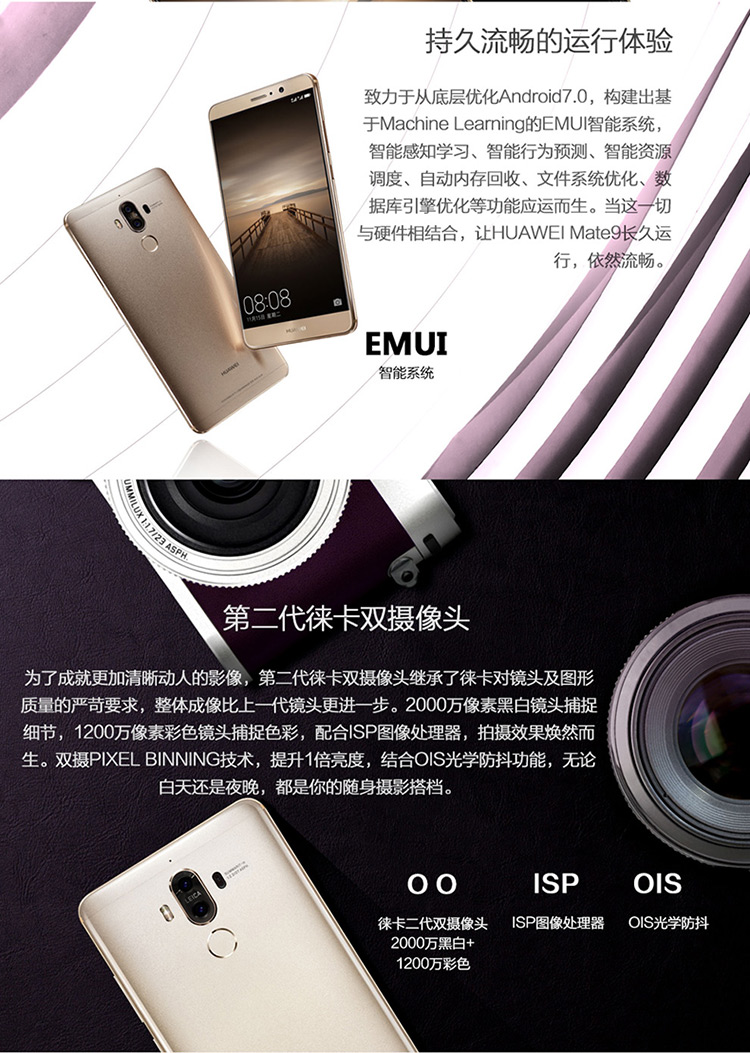 持久流畅的运行体验
致力于从底层优化Android7.0，构建出基
于Machine Learning的EMUI智能系统，
智能感知学习、智能行为预测、智能资源
调度、自动内存回收、文件系统优化、数
据库引擎优化等功能应运而生。当这一切
与硬件相结合，让HUAWEI Mate9长久运
行，依然流畅。
08:08
11月15日 星期二
HUAWEI
HUAWEI
EMUI
智能系统
UMMILUX 1:1.7/23 ASPH.
第二代徕卡双摄像头
为了成就更加清晰动人的影像，第二代徕卡双摄像头继承了徕卡对镜头及图形
质量的严苛要求，整体成像比上一代镜头更进一步。2000万像素黑白镜头捕捉
细节，1200万像素彩色镜头捕捉色彩，配合ISP图像处理器，拍摄效果焕然而
生。双摄PIXEL BINNING技术，提升1倍亮度，结合OIS光学防抖功能，无论
白天还是夜晚，都是你的随身摄影搭档。
LEICA
O O
徕卡二代双摄像头
2000万黑白+
1200万彩色
ISP
ISP图像处理器
OIS
OIS光学防抖